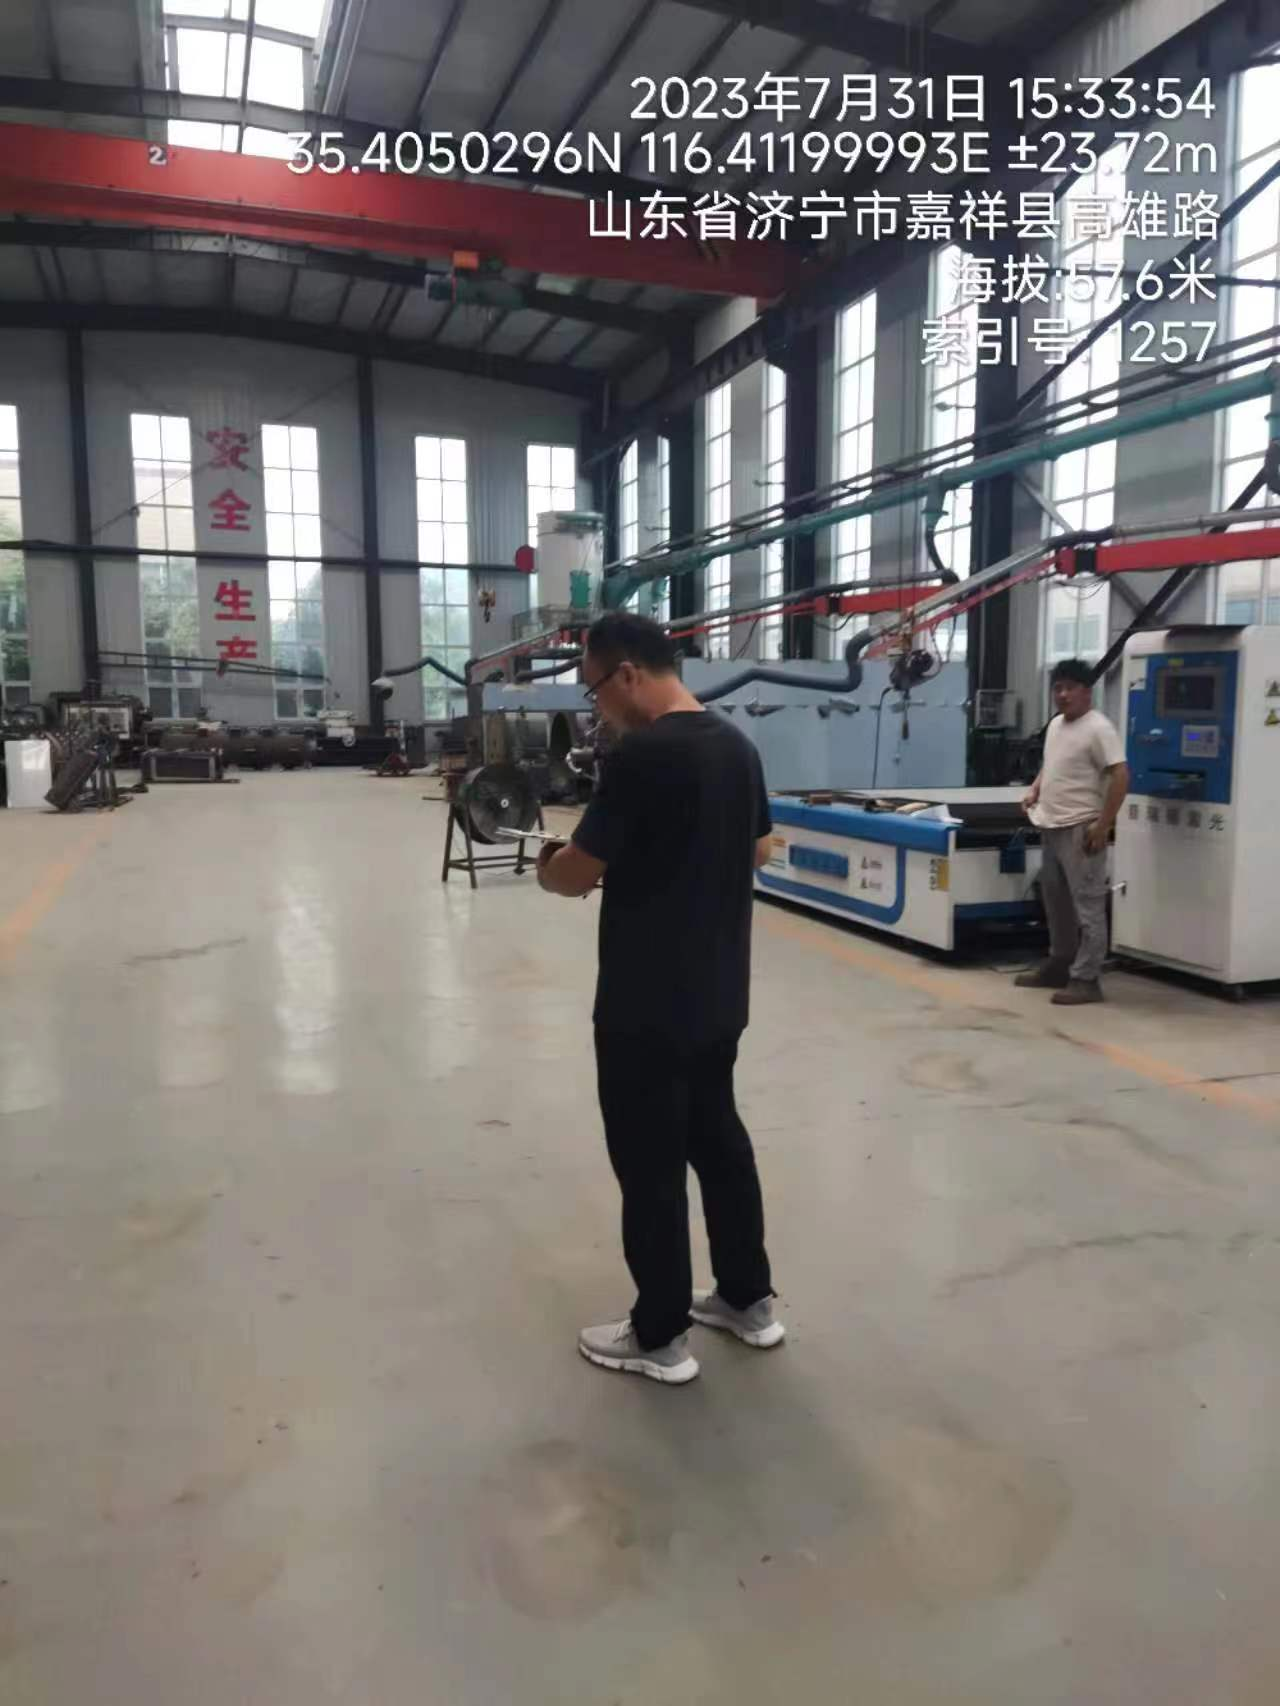 2023年7月31日 15:33:54
35.4050296N 116.41199993E ±23.72m
山东省济宁市嘉祥县高雄路
海拔:57.6米
索引号: 1257
2
安全生产